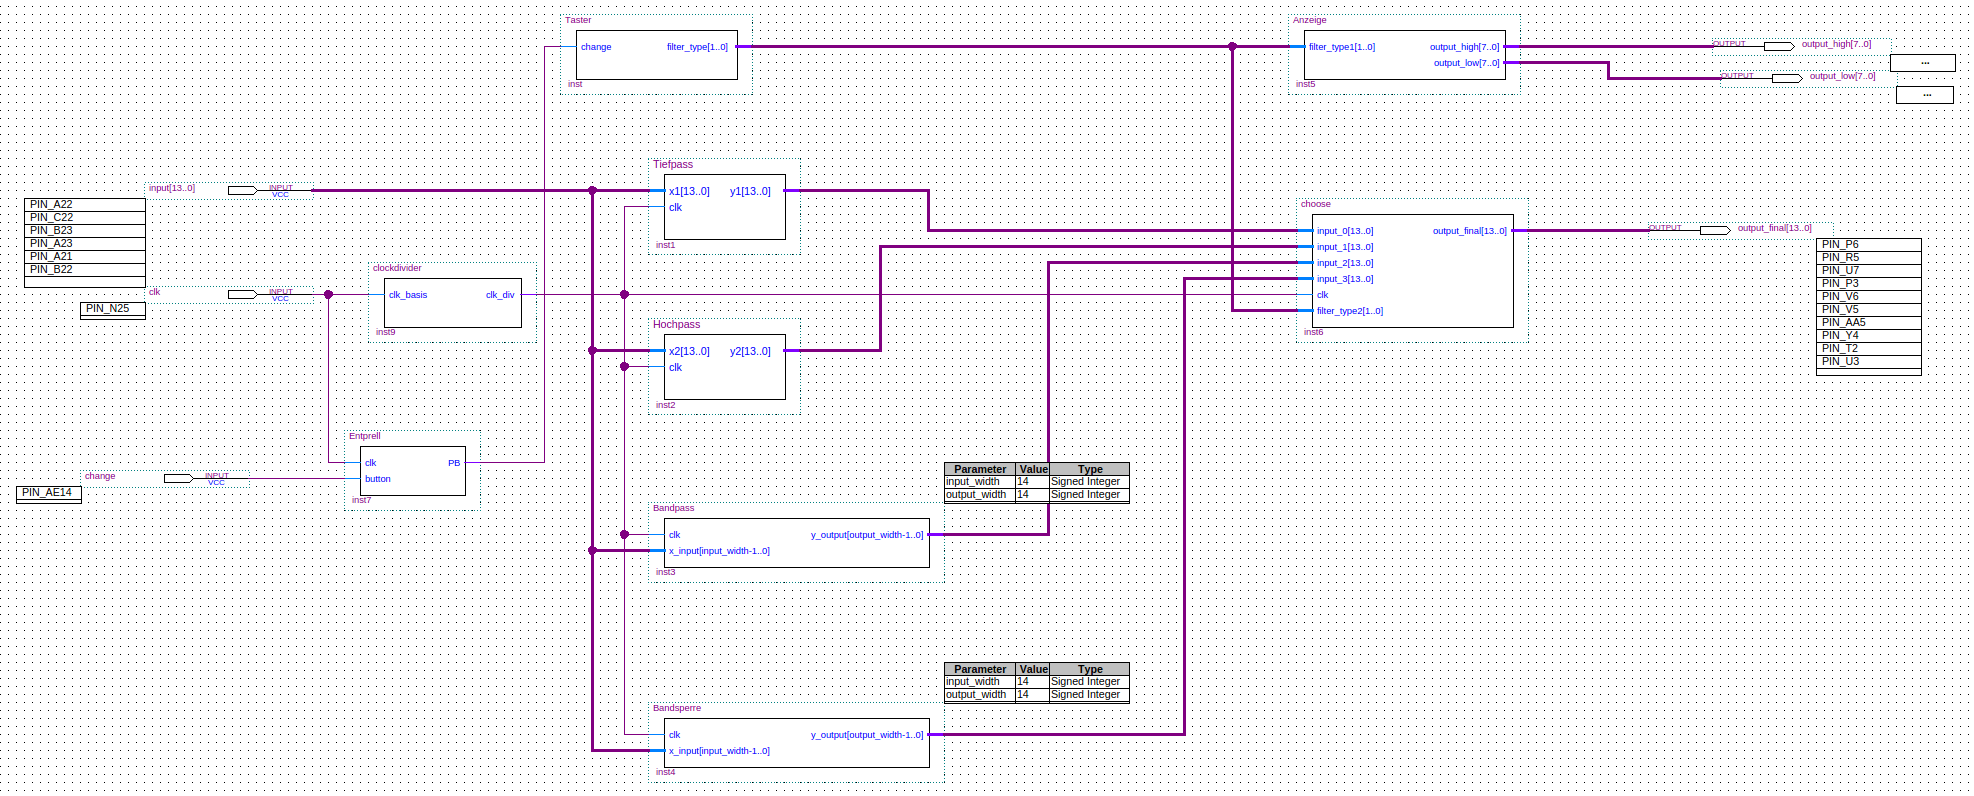 Taster
change filter_type[1..0]
inst
Anzeige
filter_type1[1..0] output_high[7..0]
output_low[7..0]
inst5
OUTPUT output_high[7..0]
...
OUTPUT output_low[7..0]
...
input[13..0] INPUT
VCC
PIN_A22
PIN_C22
PIN_B23
PIN_A23
PIN_A21
PIN_B22
clk INPUT
VCC
PIN_N25
Tiefpass
x1[13..0] y1[13..0]
clk
inst1
clockdivider
clk_basis clk_div
inst9
Hochpass
x2[13..0] y2[13..0]
clk
inst2
choose
input_0[13..0] output_final[13..0]
input_1[13..0]
input_2[13..0]
input_3[13..0]
clk
filter_type2[1..0]
inst6
OUTPUT output_final[13..0]
PIN_P6
PIN_R5
PIN_U7
PIN_P3
PIN_V6
PIN_V5
PIN_AA5
PIN_Y4
PIN_T2
PIN_U3
Entprell
clk PB
button
inst7
change INPUT
VCC
PIN_AE14
Parameter Value Type
input_width 14 Signed Integer
output_width 14 Signed Integer
Bandpass
clk y_output[output_width-1..0]
x_input[input_width-1..0]
inst3
Parameter Value Type
input_width 14 Signed Integer
output_width 14 Signed Integer
Bandsperre
clk y_output[output_width-1..0]
x_input[input_width-1..0]
inst4